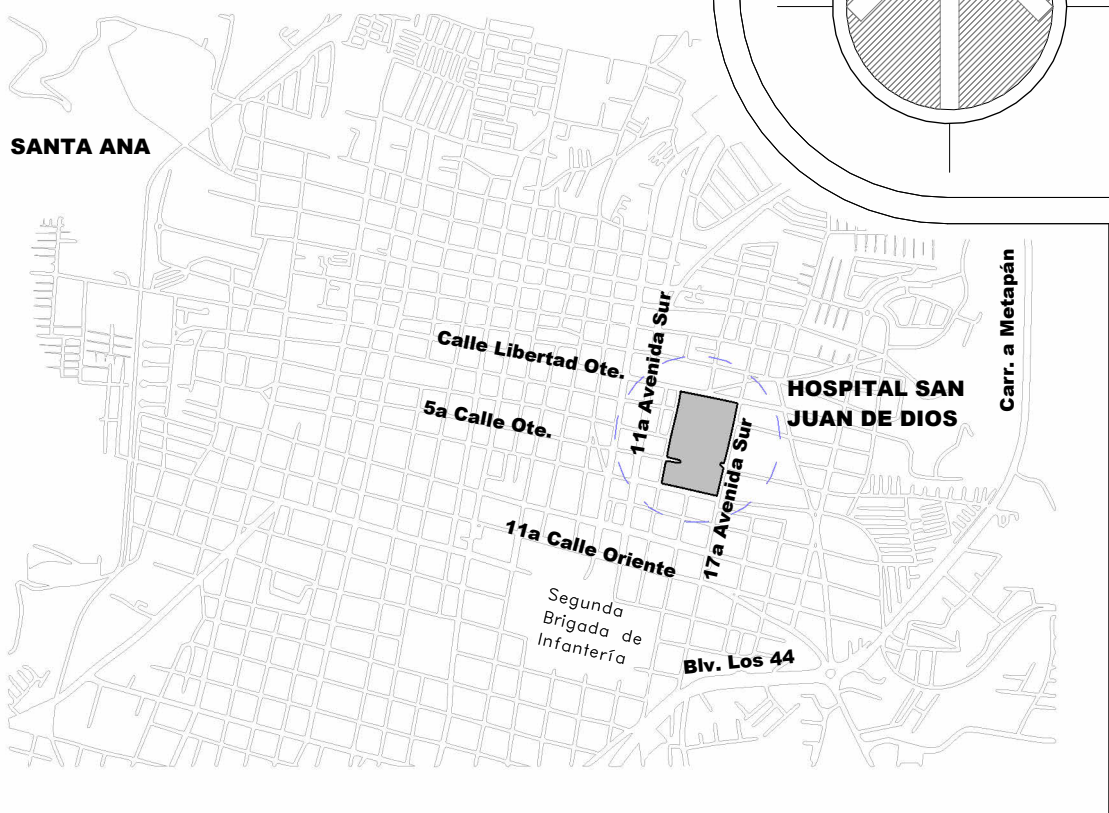 SANTA ANA
Carr. a Metapán
11a Avenida Sur
Calle Libertad Ote.
HOSPITAL SAN
JUAN DE DIOS
5a Calle Ote.
17a Avenida Sur
11a Calle Oriente
Segunda
Brigada de
Infantería
Blv. Los 44